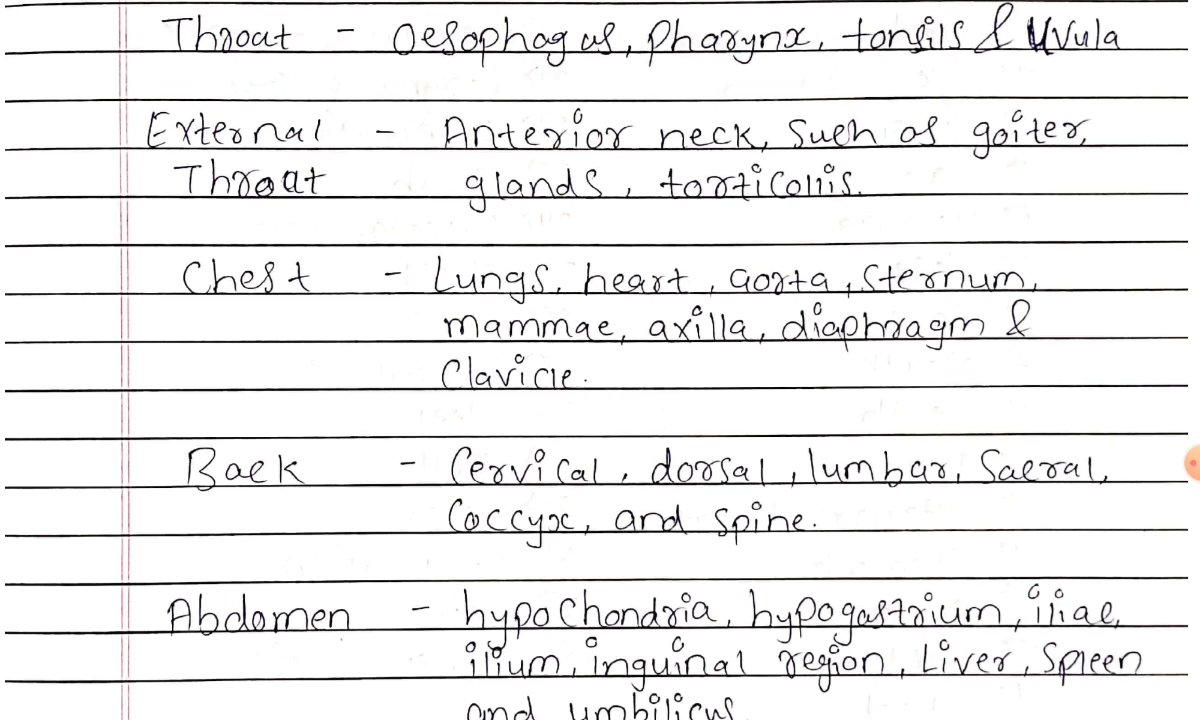 Throat - Oesophagus, Pharynx, tonsils & Uvula
External - Anterior neck, Such as goiter,
Throat glands, torticollis.
Chest - Lungs, heart, aorta, Sternum,
mammae, axilla, diaphragm &
Clavicle.
Back - Cervical, dorsal, lumbar, Sacral,
Coccyx, and spine.
Abdomen - hypochondria, hypogastrium, iliac,
ilium, inguinal region, Liver, Spleen
and umbilicus